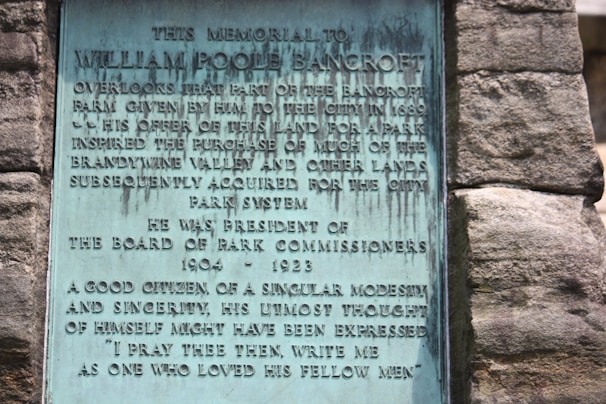 THIS MEMORIAL TO
WILLIAM POOLE BANCROFT
OVERLOOKS THAT PART OF THE BANCROFT
FARM GIVEN BY HIM TO THE CITY IN 1889
-- HIS OFFER OF THIS LAND FOR A PARK
INSPIRED THE PURCHASE OF MUCH OF THE
BRANDYWINE VALLEY AND OTHER LANDS
SUBSEQUENTLY ACQUIRED FOR THE CITY
PARK SYSTEM
HE WAS PRESIDENT OF
THE BOARD OF PARK COMMISSIONERS
1904 - 1923
A GOOD CITIZEN, OF A SINGULAR MODESTY
AND SINCERITY, HIS UTMOST THOUGHT
OF HIMSELF MIGHT HAVE BEEN EXPRESSED
"I PRAY THEE THEN, WRITE ME
AS ONE WHO LOVED HIS FELLOW MEN"